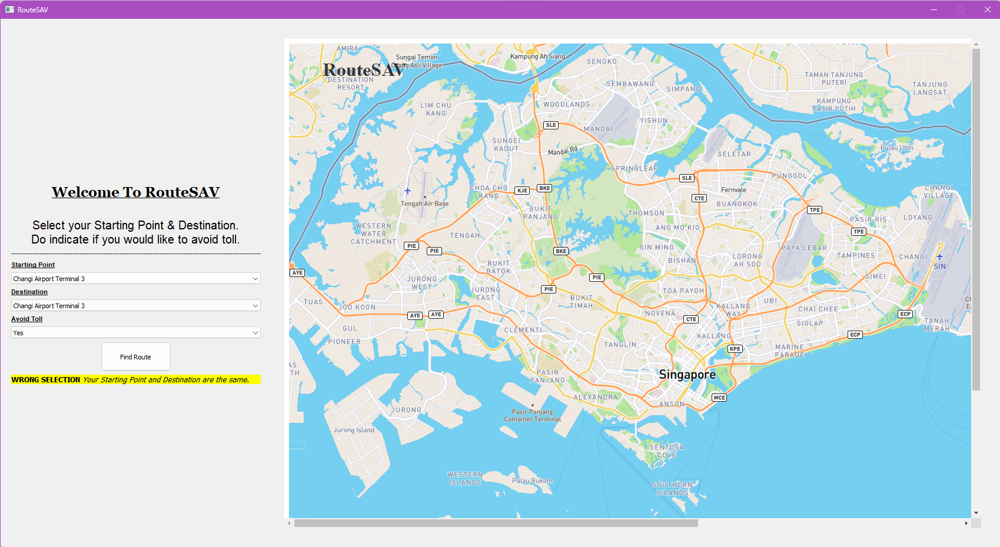 RouteSAV
Welcome To RouteSAV
Select your Starting Point & Destination.
Do indicate if you would like to avoid toll.
Starting Point
Changi Airport Terminal 3
Destination
Changi Airport Terminal 3
Avoid Toll
Yes
Find Route
WRONG SELECTION Your Starting Point and Destination are the same.
RouteSAV
AMIRA
Sungai Temon
Orang Asli Village
INTERNATIONAL
DESTINATION
RESORT
Kampung Ah Siang
SENOKO
SEMBAWANG
SIMPANG
TAMAN TANJUNG
PUTERI
TANJUNG
LANGSAT
KAMPUNG
PASIR PUTIH
LIM CHU
KANG
WOODLANDS
SLE
MANDAI
YISHUN
SUNGEI
KADUT
Mandai Rd
SELETAR
Pulau Ubin
SPRINGLEAF
SLE
PUNGGOL
CHOA CHU
KANG
KJE
BKE
CTE
Fernvale
BUANGKOK
CHANGI
VILLAGE
Tengah Air Base
BUKIT
PANJANG
THOMSON
TPE
PASIR RIS
LOYANG
WESTERN
WATER
CATCHMENT
TENGAH
ANG MO KIO
TPE
PIE
PIE
BKE
SIN MING
BISHAN
LORONG
AH SOO
PAYA LEBAR
TAMPINES
CHANGI
SIN
AYE
BUKIT
BATOK
JURONG
WEST
PIE
SIMEI
JURONG
EAST
PIE
TOA PAYOH
TUAS
JOO KOON
BUKIT
TIMAH
KALLANG
WAY
UBI
CHAI CHEE
AYE
AYE
NOVENA
CTE
ECP
GUL
CLEMENTI
SIGLAP
TANAH
MERAH
PIONEER
TANGLIN
KALLANG
ECP
KPE
MARINE
PARADE
PASIR
PANJANG
Singapore
ALEXANDRA
ANSON
MCE
JURONG
Pasir Panjang
Container Terminal
Jurong Island
SENTOSA
COVE
WESTERN
ISLANDS
Pulau Bukom
SOUTHERN
ISLANDS